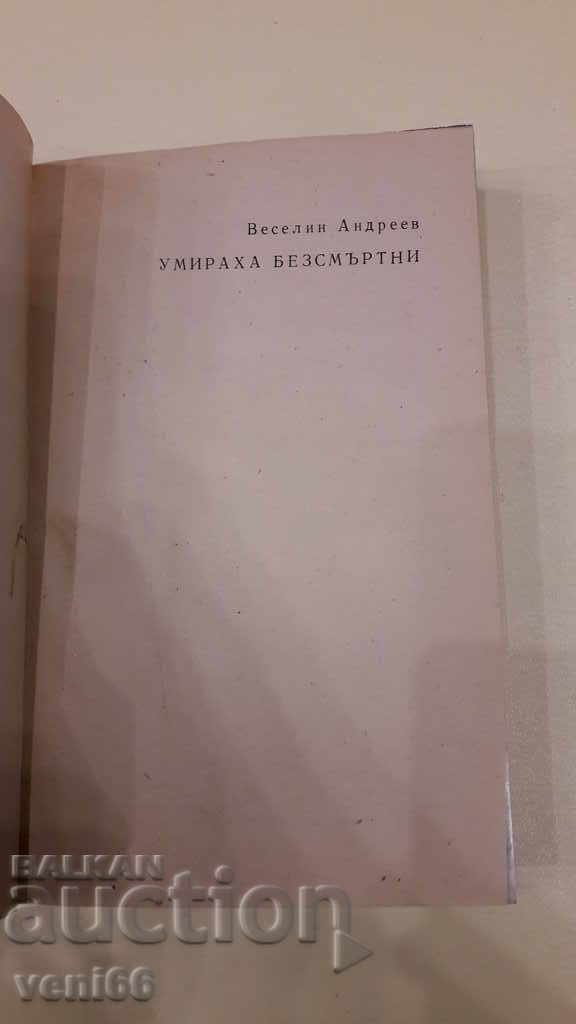 Веселин Андреев
УМИРАХА БЕЗСМЪРТНИ
BALKAN
auction
veni66